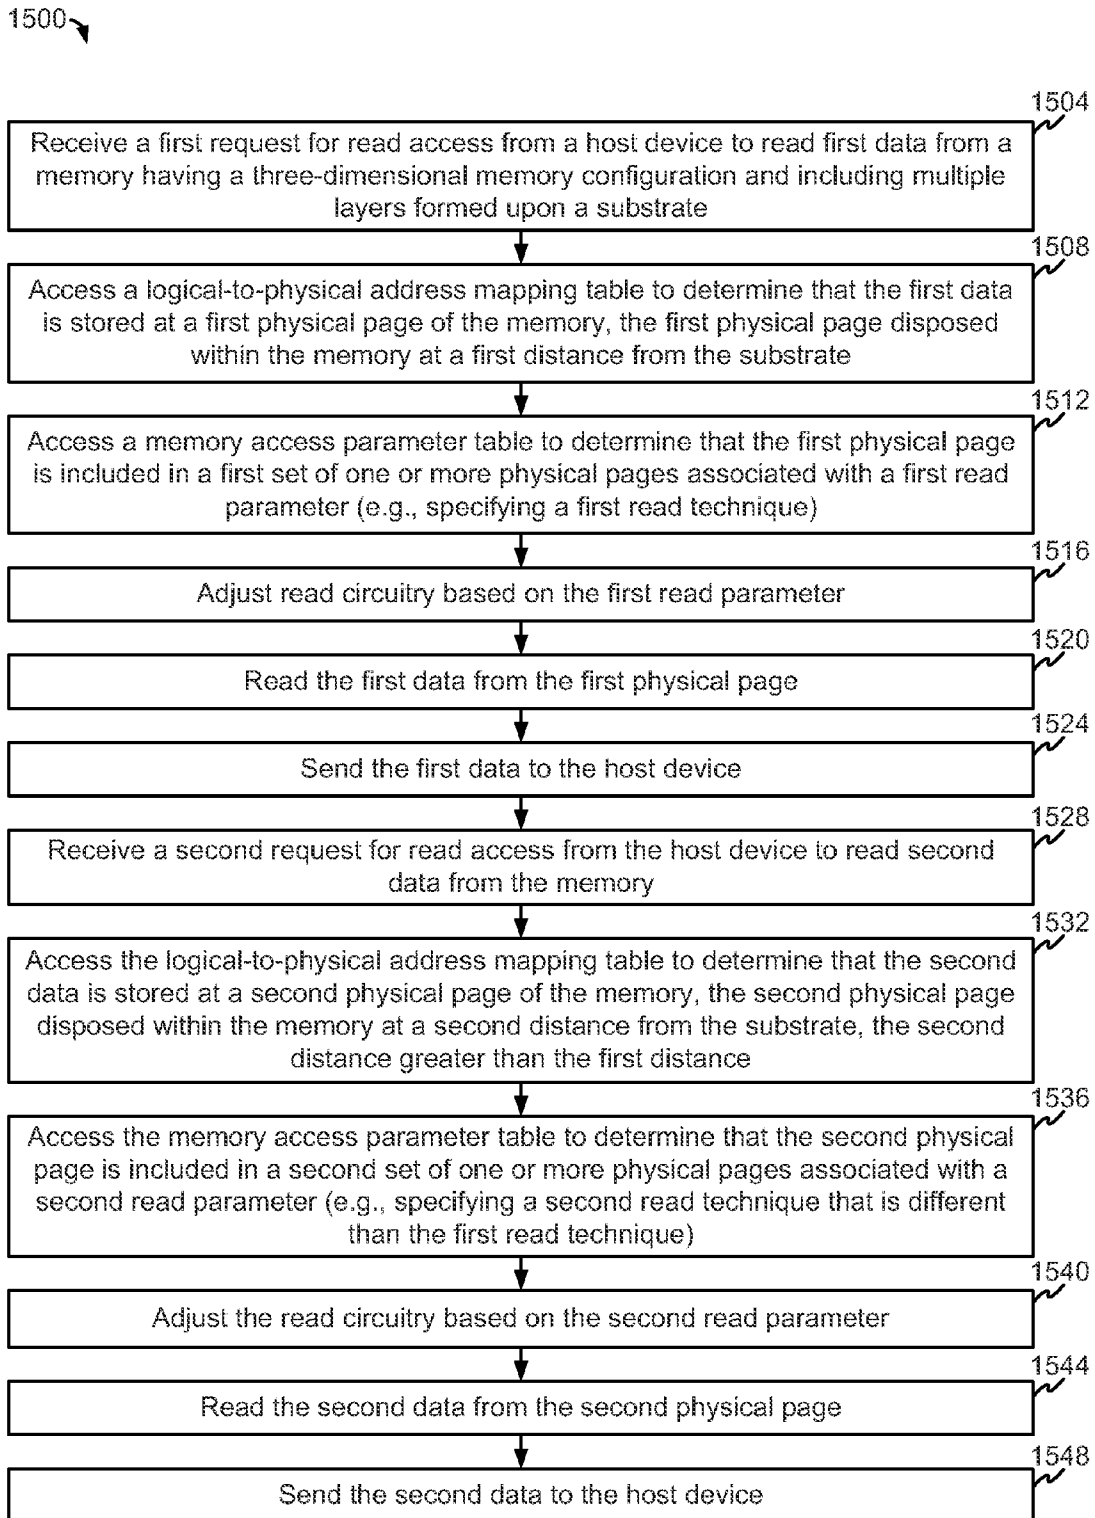 1500
1504
Receive a first request for read access from a host device to read first data from a
memory having a three-dimensional memory configuration and including multiple
layers formed upon a substrate
1508
Access a logical-to-physical address mapping table to determine that the first data
is stored at a first physical page of the memory, the first physical page disposed
within the memory at a first distance from the substrate
1512
Access a memory access parameter table to determine that the first physical page
is included in a first set of one or more physical pages associated with a first read
parameter (e.g., specifying a first read technique)
1516
Adjust read circuitry based on the first read parameter
1520
Read the first data from the first physical page
1524
Send the first data to the host device
1528
Receive a second request for read access from the host device to read second
data from the memory
1532
Access the logical-to-physical address mapping table to determine that the second
data is stored at a second physical page of the memory, the second physical page
disposed within the memory at a second distance from the substrate, the second
distance greater than the first distance
1536
Access the memory access parameter table to determine that the second physical
page is included in a second set of one or more physical pages associated with a
second read parameter (e.g., specifying a second read technique that is different
than the first read technique)
1540
Adjust the read circuitry based on the second read parameter
1544
Read the second data from the second physical page
1548
Send the second data to the host device